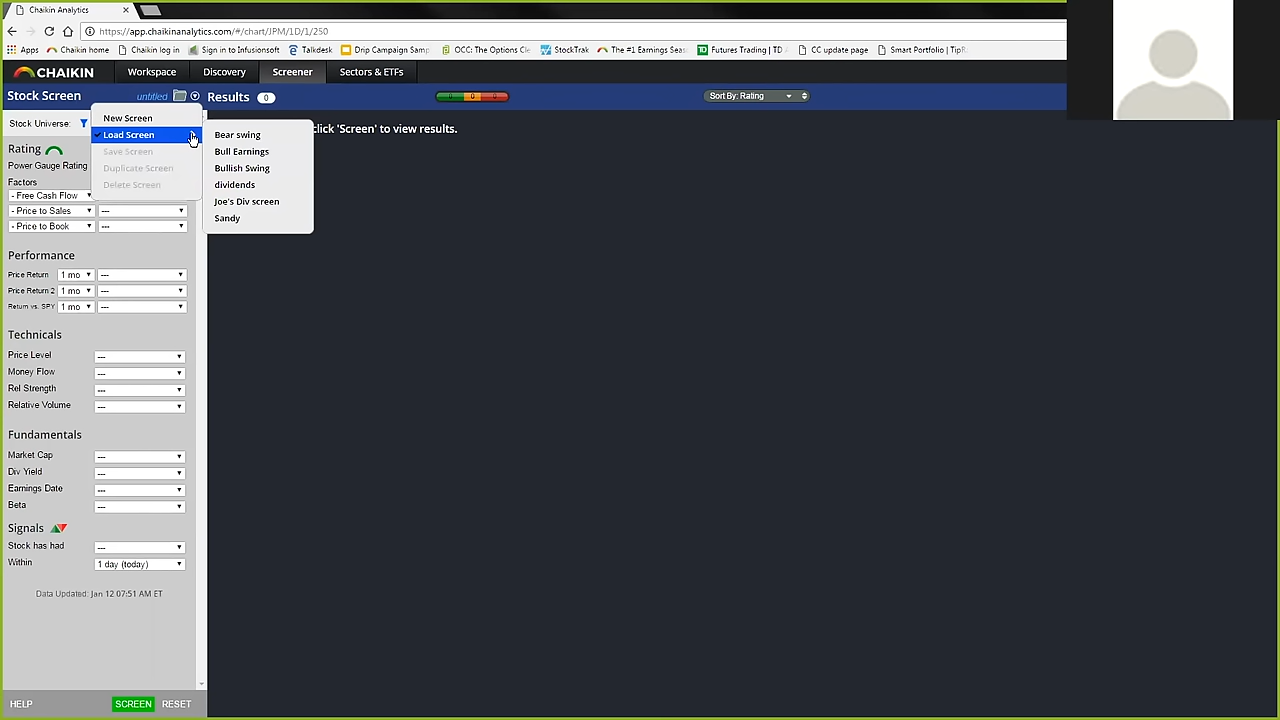 Chaikin Analytics
https://app.chaikinanalytics.com/#/chart/JPM/1D/1/250
Apps Chaikin home Chaikin log in Sign in to Infusionsoft Talkdesk Drip Campaign Samp OCC: The Options Cle StockTrak The #1 Earnings Seas Futures Trading | TD A CC update page Smart Portfolio | TipR
CHAIKIN Workspace Discovery Screener Sectors & ETFs
Stock Screen untitled Results 0 Sort By: Rating
New Screen
Stock Universe:
click 'Screen' to view results.
Load Screen
Save Screen
Duplicate Screen
Delete Screen
Bear swing
Bull Earnings
Bullish Swing
dividends
Joe's Div screen
Sandy
Rating
Power Gauge Rating
Factors
- Free Cash Flow
- Price to Sales ---
- Price to Book ---
Performance
Price Return 1 mo ---
Price Return 2 1 mo ---
Return vs. SPY 1 mo ---
Technicals
Price Level ---
Money Flow ---
Rel Strength ---
Relative Volume ---
Fundamentals
Market Cap ---
Div Yield ---
Earnings Date ---
Beta ---
Signals
Stock has had ---
Within 1 day (today)
Data Updated: Jan 12 07:51 AM ET
HELP SCREEN RESET